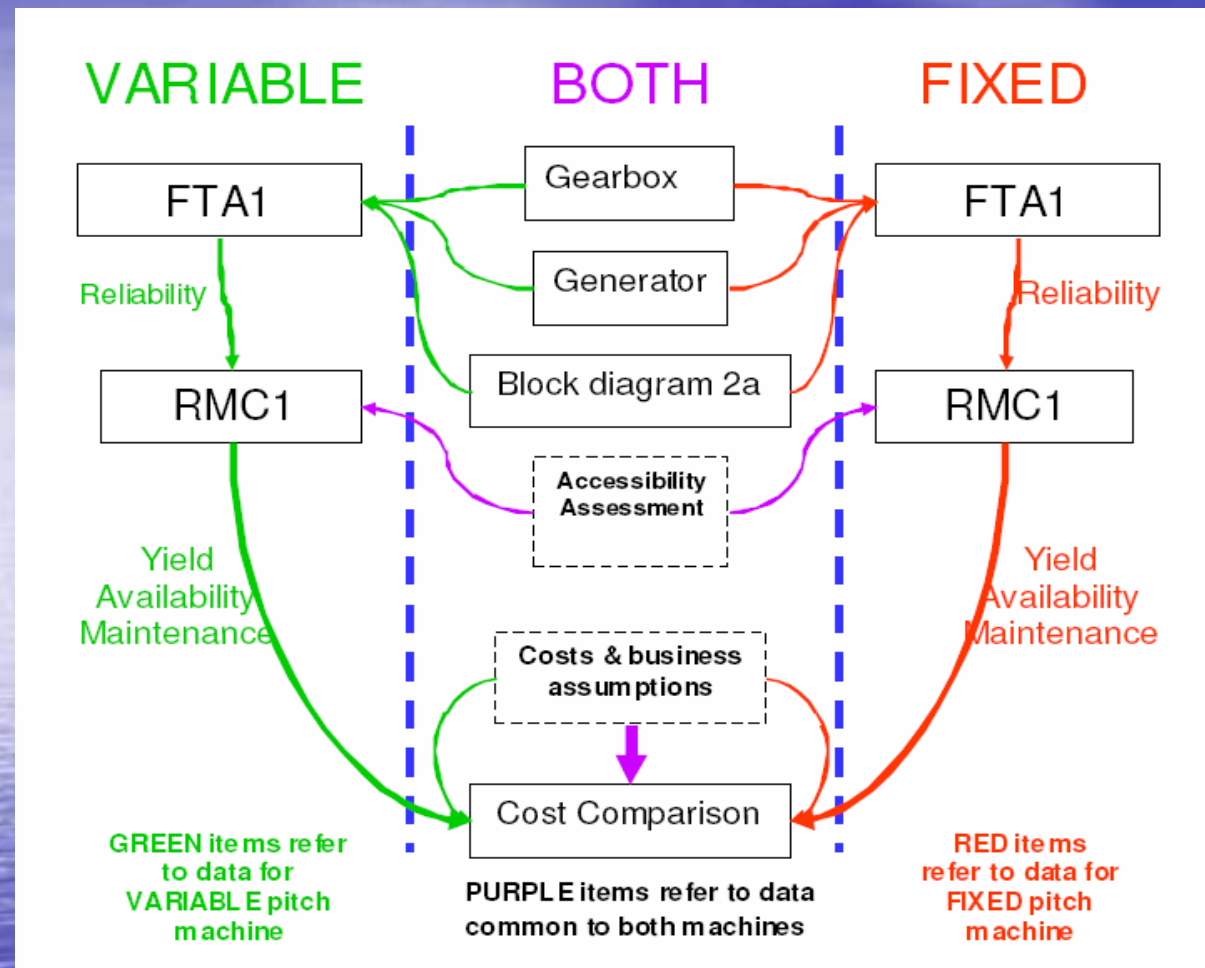 VARIABLE
BOTH
FIXED
FTA1
Gearbox
FTA1
Generator
Reliability
Reliability
Block diagram 2a
RMC1
RMC1
Accessibility
Assessment
Yield
Availability
Maintenance
Yield
Availability
Maintenance
Costs & business
assumptions
Cost Comparison
GREEN items refer
to data for
VARIABLE pitch
machine
PURPLE items refer to data
common to both machines
RED items
refer to data for
FIXED pitch
machine